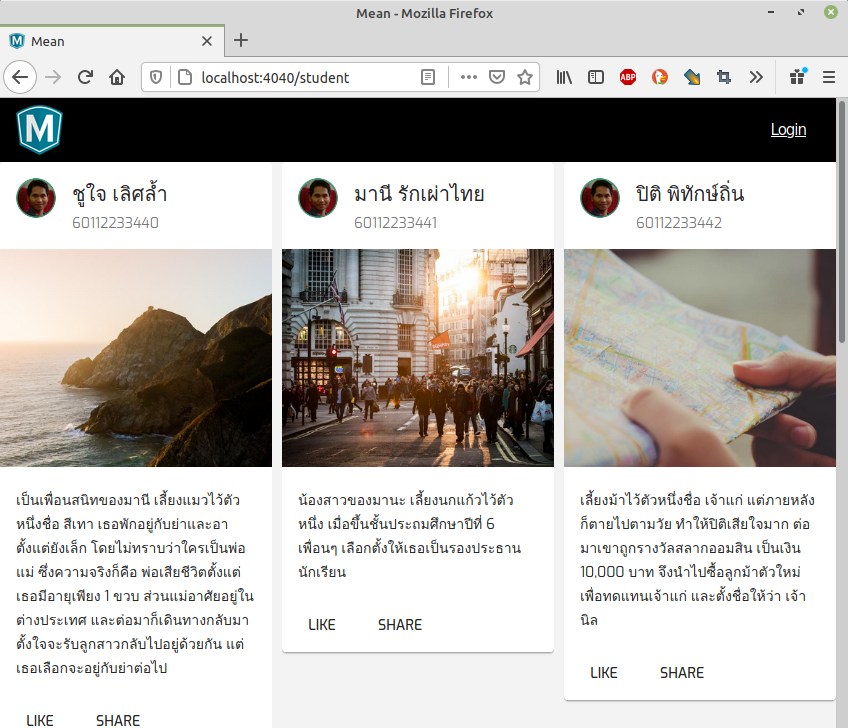 Mean - Mozilla Firefox
Mean
localhost:4040/student
ABP
M
Login
ชูใจ เลิศล้ำ
60112233440
เป็นเพื่อนสนิทของมานี เลี้ยงแมวไว้ตัว
หนึ่งชื่อ สีเทา เธอพักอยู่กับย่าและอา
ตั้งแต่ยังเล็ก โดยไม่ทราบว่าใครเป็นพ่อ
แม่ ซึ่งความจริงก็คือ พ่อเสียชีวิตตั้งแต่
เธอมีอายุเพียง 1 ขวบ ส่วนแม่อาศัยอยู่ใน
ต่างประเทศ และต่อมาก็เดินทางกลับมา
ตั้งใจจะรับลูกสาวกลับไปอยู่ด้วยกัน แต่
เธอเลือกจะอยู่กับย่าต่อไป
LIKE SHARE
มานี รักเผ่าไทย
60112233441
น้องสาวของมานะ เลี้ยงนกแก้วไว้ตัว
หนึ่ง เมื่อขึ้นชั้นประถมศึกษาปีที่ 6
เพื่อนๆ เลือกตั้งให้เธอเป็นรองประธาน
นักเรียน
LIKE SHARE
ปิติ พิทักษ์ถิ่น
60112233442
เลี้ยงม้าไว้ตัวหนึ่งชื่อ เจ้าแก่ แต่ภายหลัง
ก็ตายไปตามวัย ทำให้ปิติเสียใจมาก ต่อ
มาเขาถูกรางวัลสลากออมสิน เป็นเงิน
10,000 บาท จึงนำไปซื้อลูกม้าตัวใหม่
เพื่อทดแทนเจ้าแก่ และตั้งชื่อให้ว่า เจ้า
นิล
LIKE SHARE